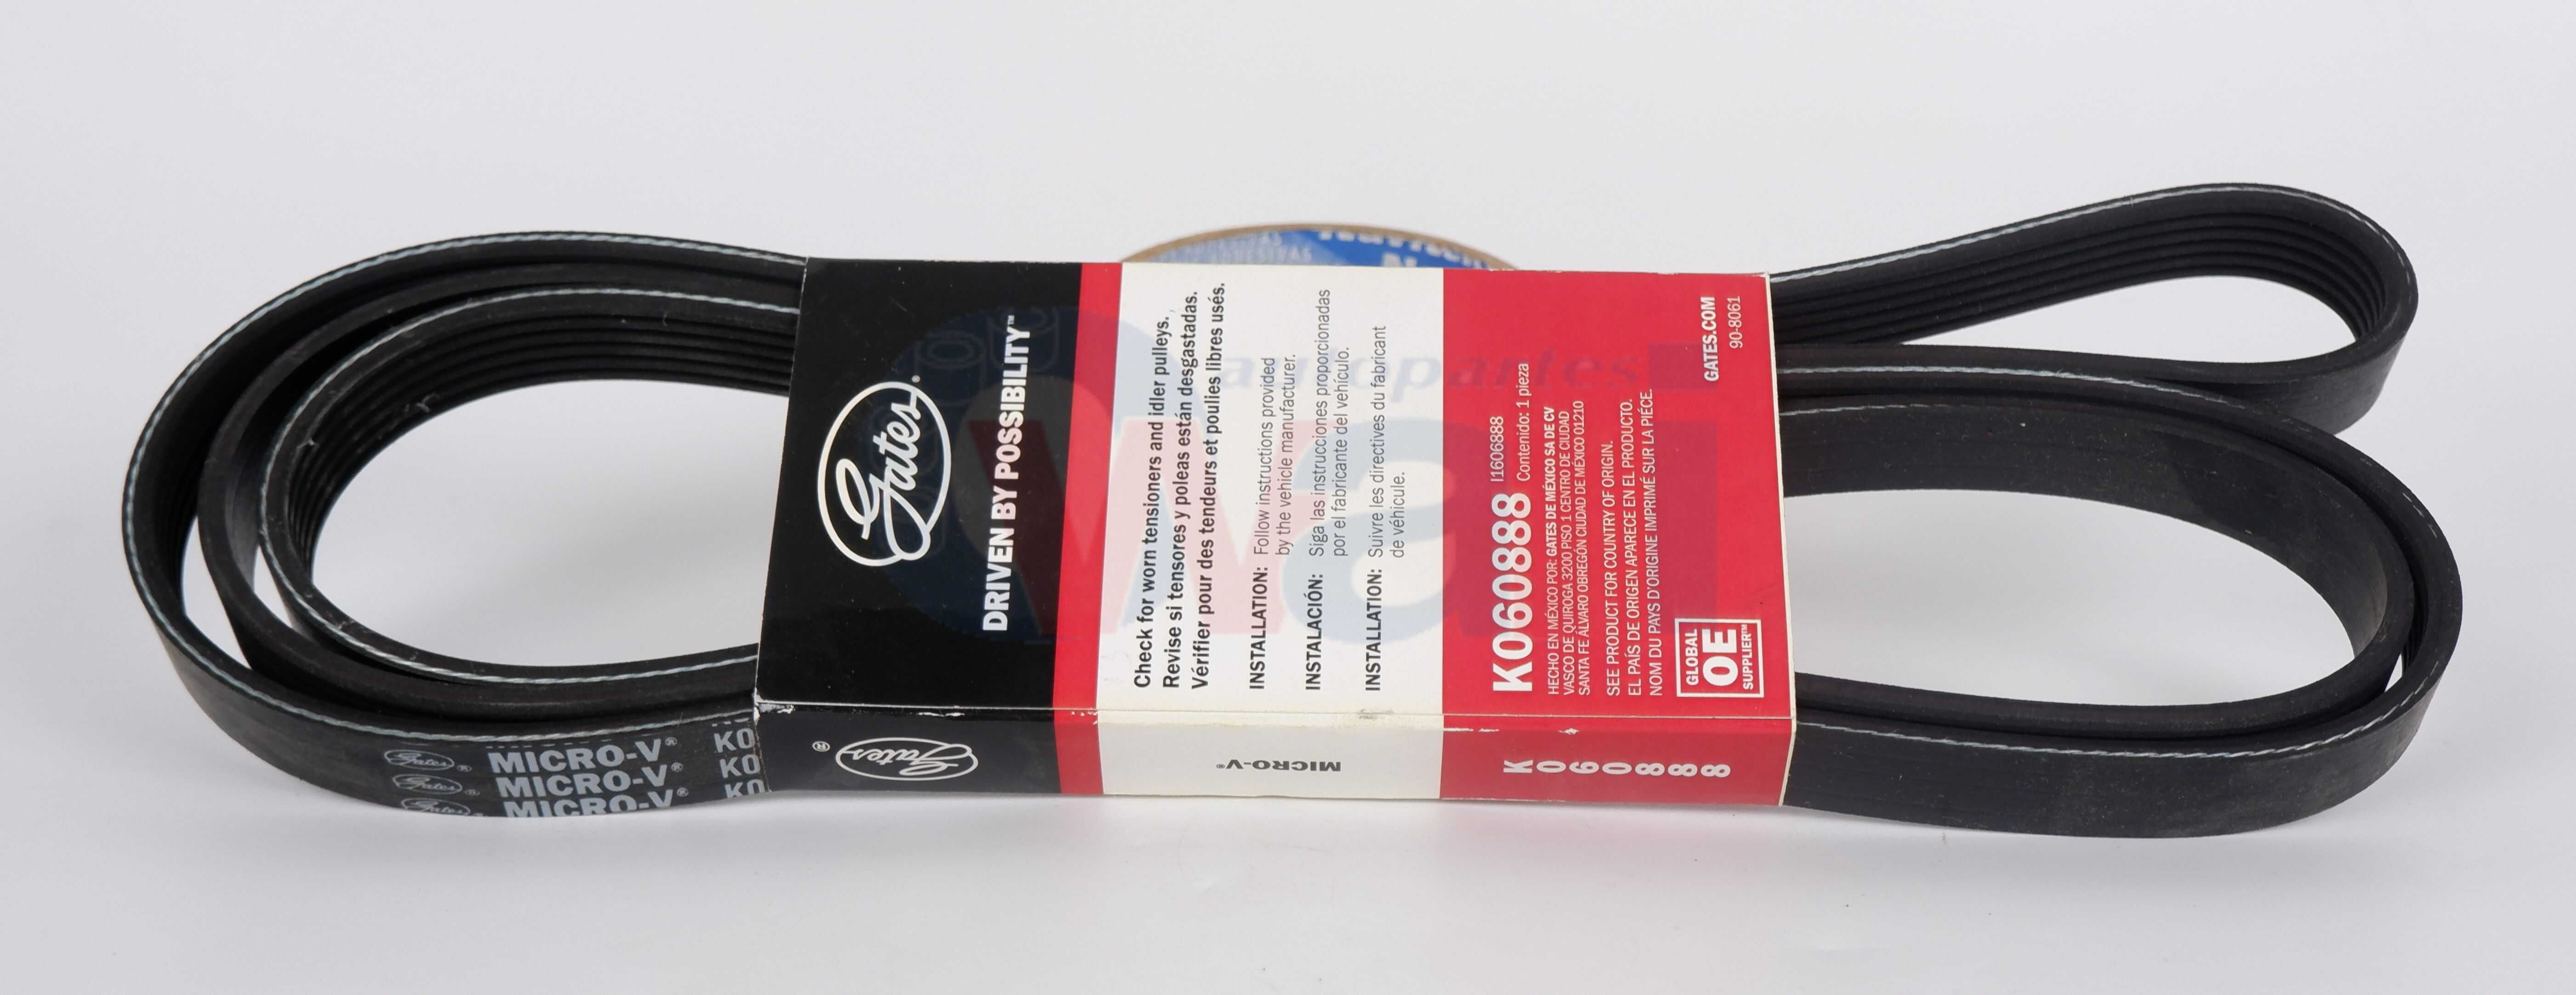 Gates®
DRIVEN BY POSSIBILITY™
Check for worn tensioners and idler pulleys.
Revise si tensores y poleas están desgastadas.
Vérifier pour des tendeurs et poulies libres usés.
INSTALLATION: Follow instructions provided
by the vehicle manufacturer.
INSTALACIÓN: Siga las instrucciones proporcionadas
por el fabricante del vehículo.
INSTALLATION: Suivre les directives du fabricant
de véhicule.
K060888 I1606888
Contenido: 1 pieza
HECHO EN MÉXICO POR: GATES DE MÉXICO SA DE CV
VASCO DE QUIROGA 3200 PISO 1 CENTRO DE CIUDAD
SANTA FE ÁLVARO OBREGÓN CIUDAD DE MÉXICO 01210
SEE PRODUCT FOR COUNTRY OF ORIGIN.
EL PAÍS DE ORIGEN APARECE EN EL PRODUCTO.
NOM DU PAYS D'ORIGINE IMPRIMÉ SUR LA PIÈCE.
GLOBAL
OE
SUPPLIER™
GATES.COM
90-8061
Gates®
MICRO-V®
K060888
Gates® MICRO-V® K0
Gates® MICRO-V® K0
Gates® MICRO-V® K0
autopartes
wai